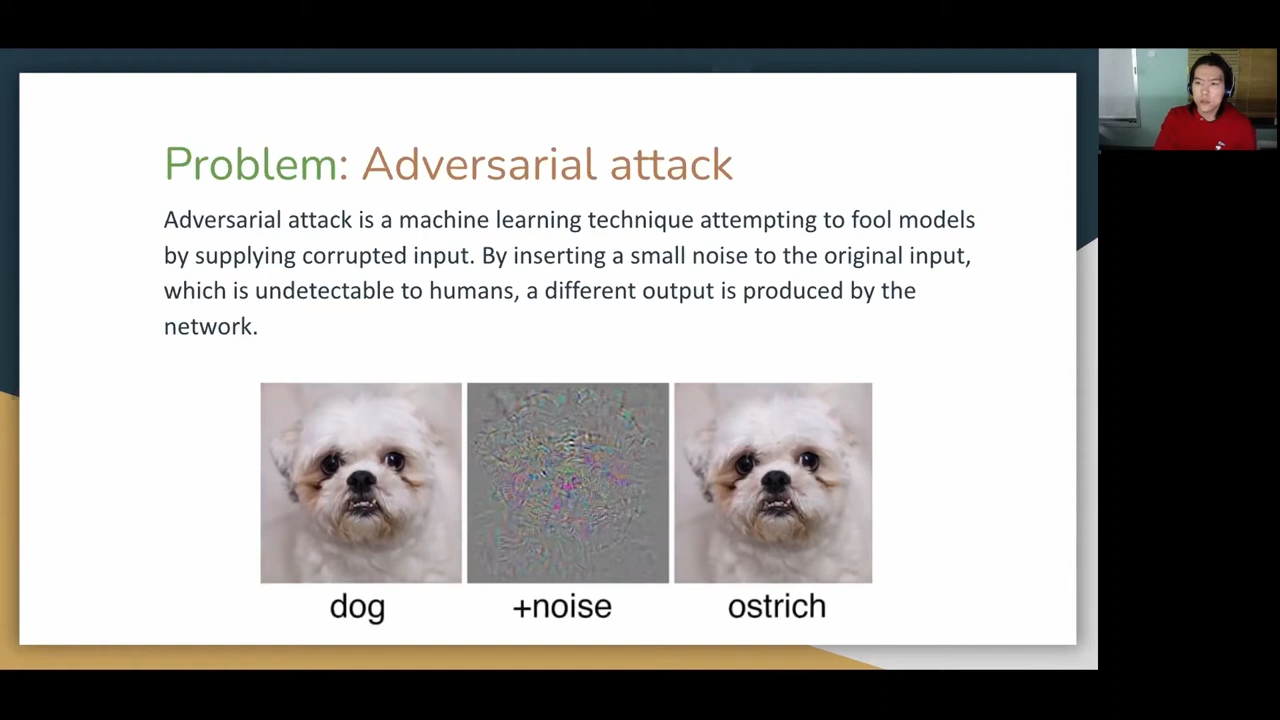 Problem: Adversarial attack
Adversarial attack is a machine learning technique attempting to fool models
by supplying corrupted input. By inserting a small noise to the original input,
which is undetectable to humans, a different output is produced by the
network.
dog +noise ostrich